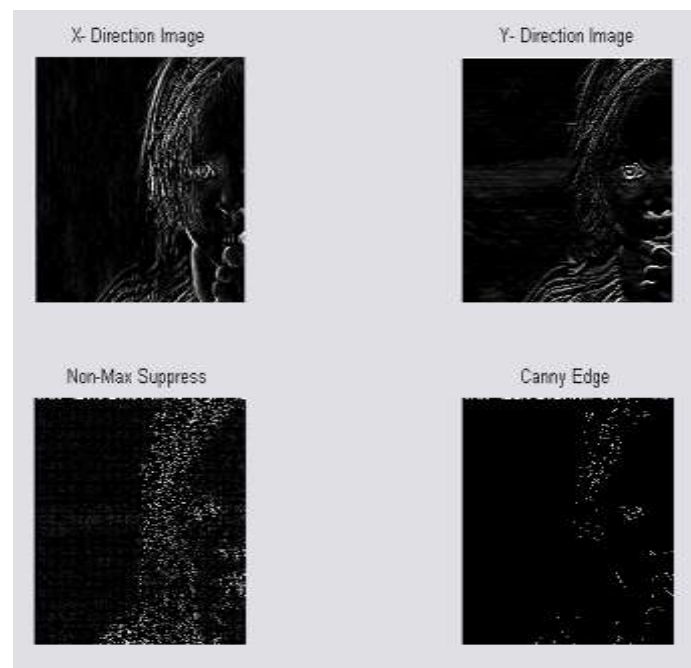 X- Direction Image
Y- Direction Image
Non-Max Suppress
Canny Edge